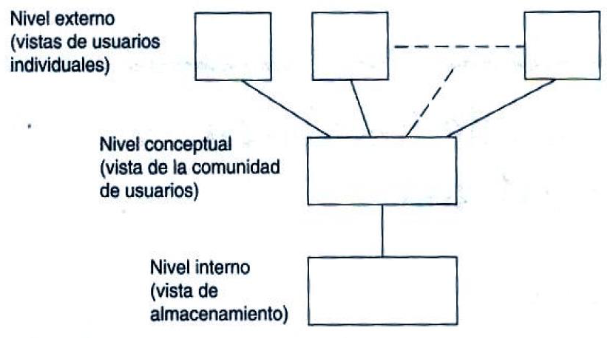 Nivel externo
(vistas de usuarios
individuales)
Nivel conceptual
(vista de la comunidad
de usuarios)
Nivel interno
(vista de
almacenamiento)